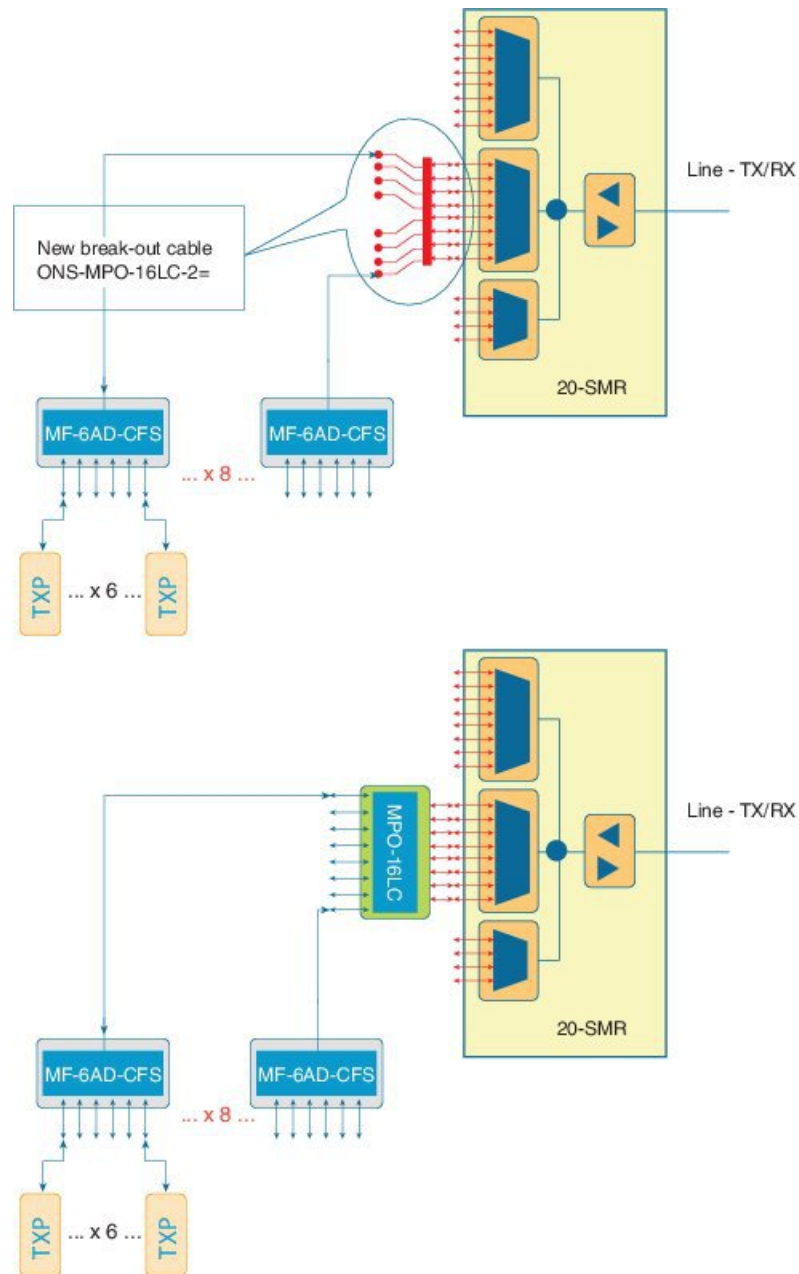 Line - TX/RX
New break-out cable
ONS-MPO-16LC-2=
20-SMR
MF-6AD-CFS
MF-6AD-CFS
... x 8 ...
TXP
... x 6 ...
TXP
Line - TX/RX
MPO-16LC
20-SMR
MF-6AD-CFS
MF-6AD-CFS
... x 8 ...
TXP
... x 6 ...
TXP